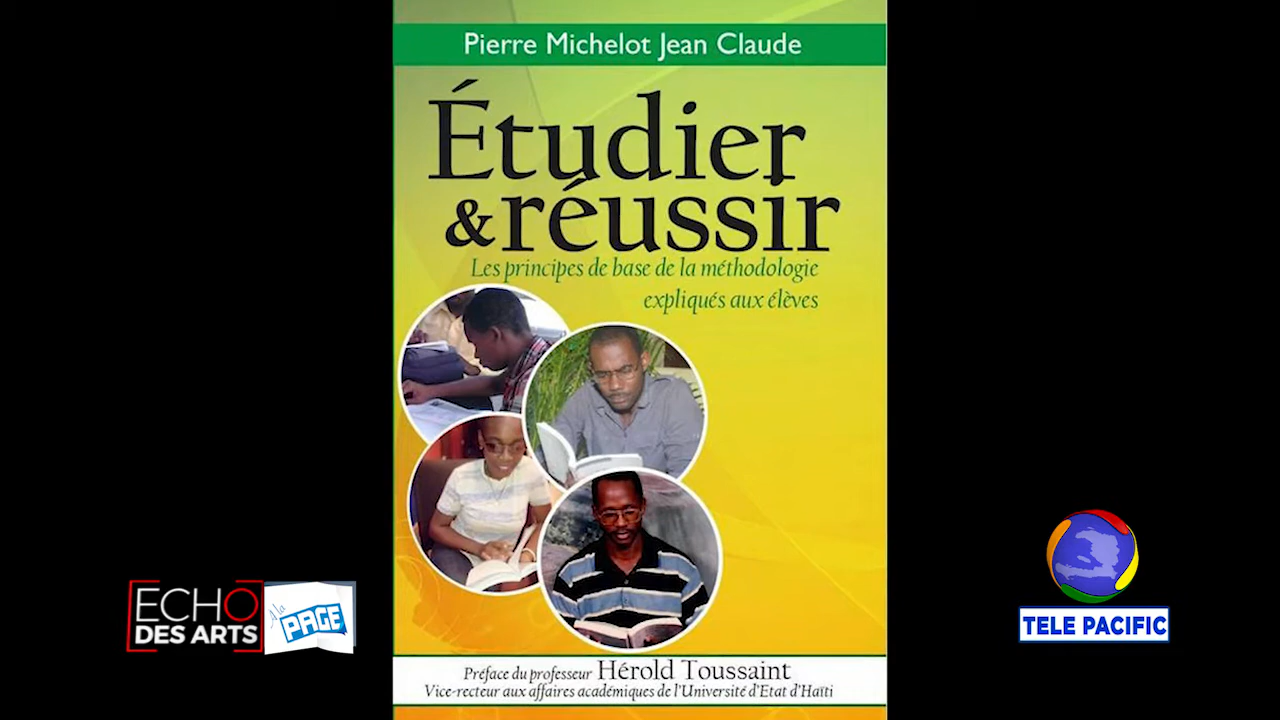 Pierre Michelot Jean Claude
Étudier
& réussir
Les principes de base de la méthodologie
expliqués aux élèves
Préface du professeur Hérold Toussaint
Vice-recteur aux affaires académiques de l'Université d'Etat d'Haïti
ECHO
DES ARTS
A la
PAGE
TELE PACIFIC